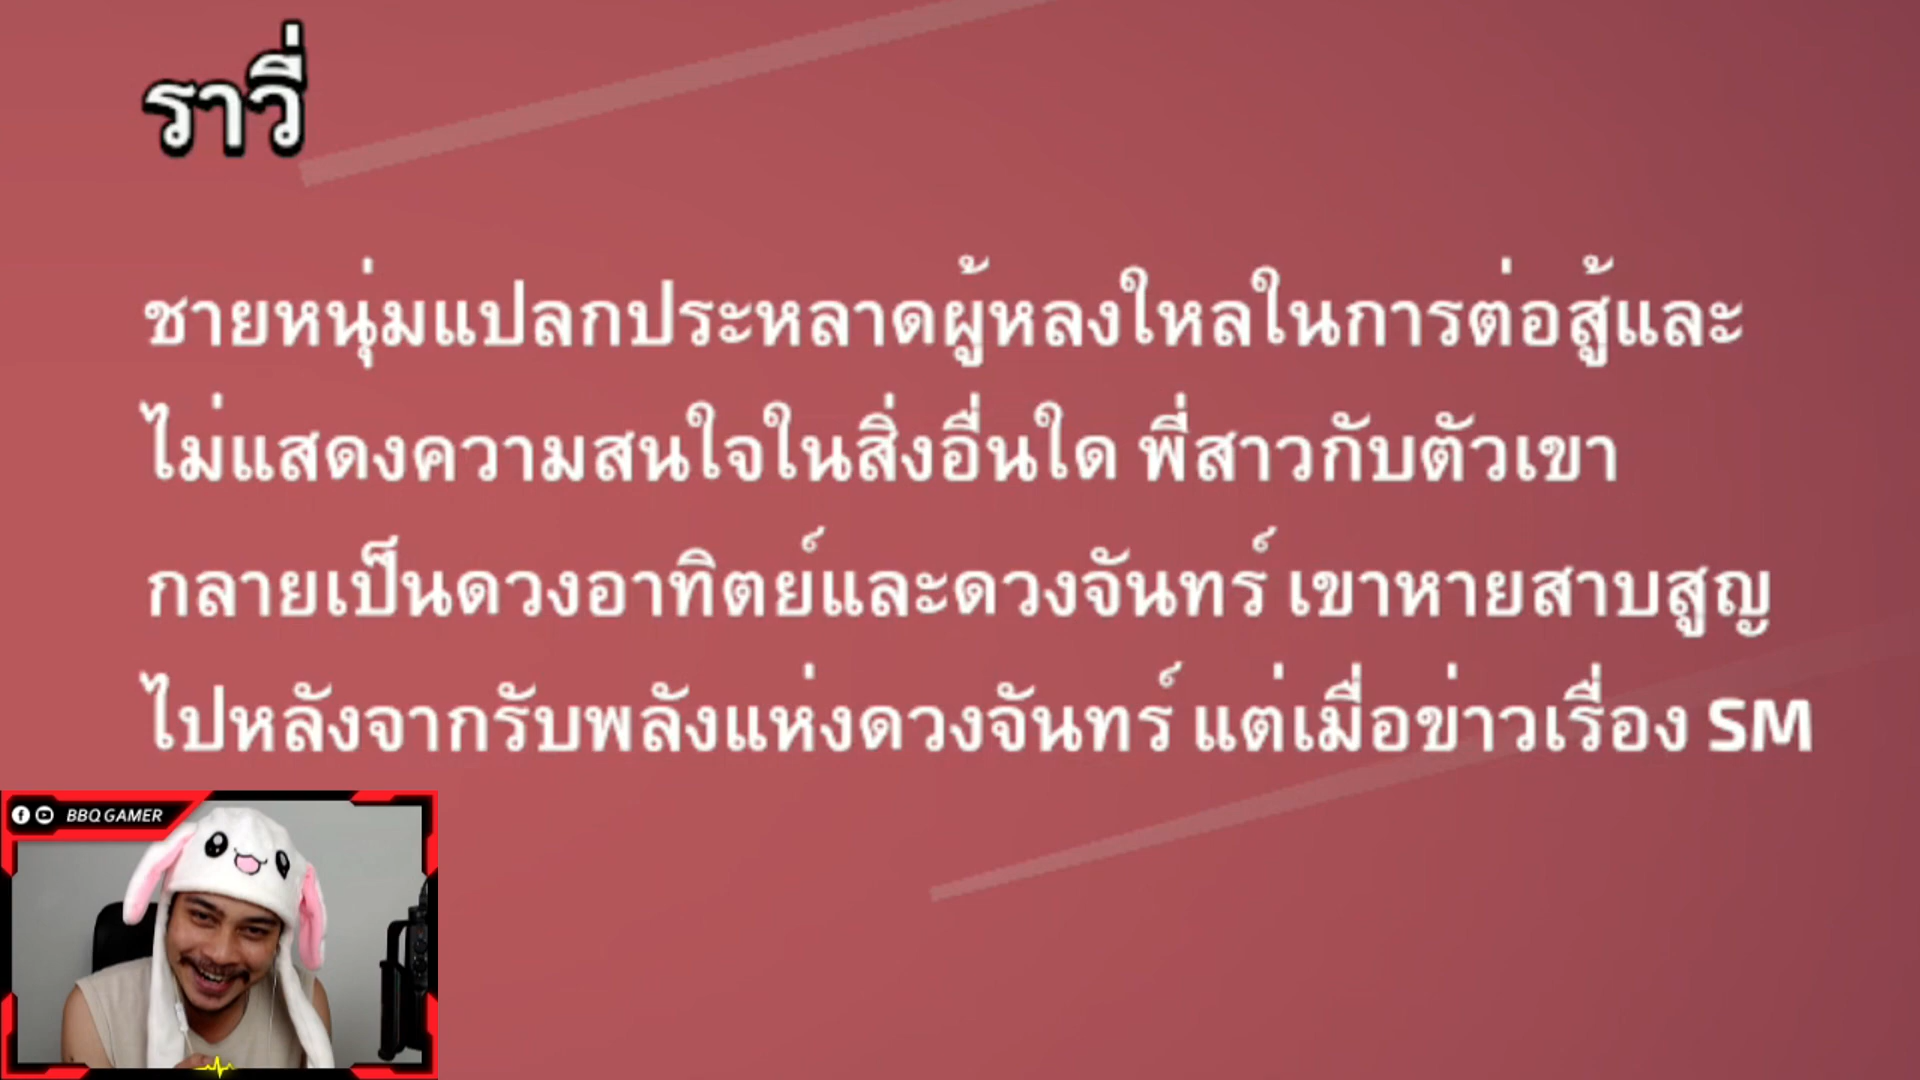 ราวี่
ชายหนุ่มแปลกประหลาดผู้หลงใหลในการต่อสู้และ
ไม่แสดงความสนใจในสิ่งอื่นใด พี่สาวกับตัวเขา
กลายเป็นดวงอาทิตย์และดวงจันทร์ เขาหายสาบสูญ
ไปหลังจากรับพลังแห่งดวงจันทร์ แต่เมื่อข่าวเรื่อง SM
BBQ GAMER